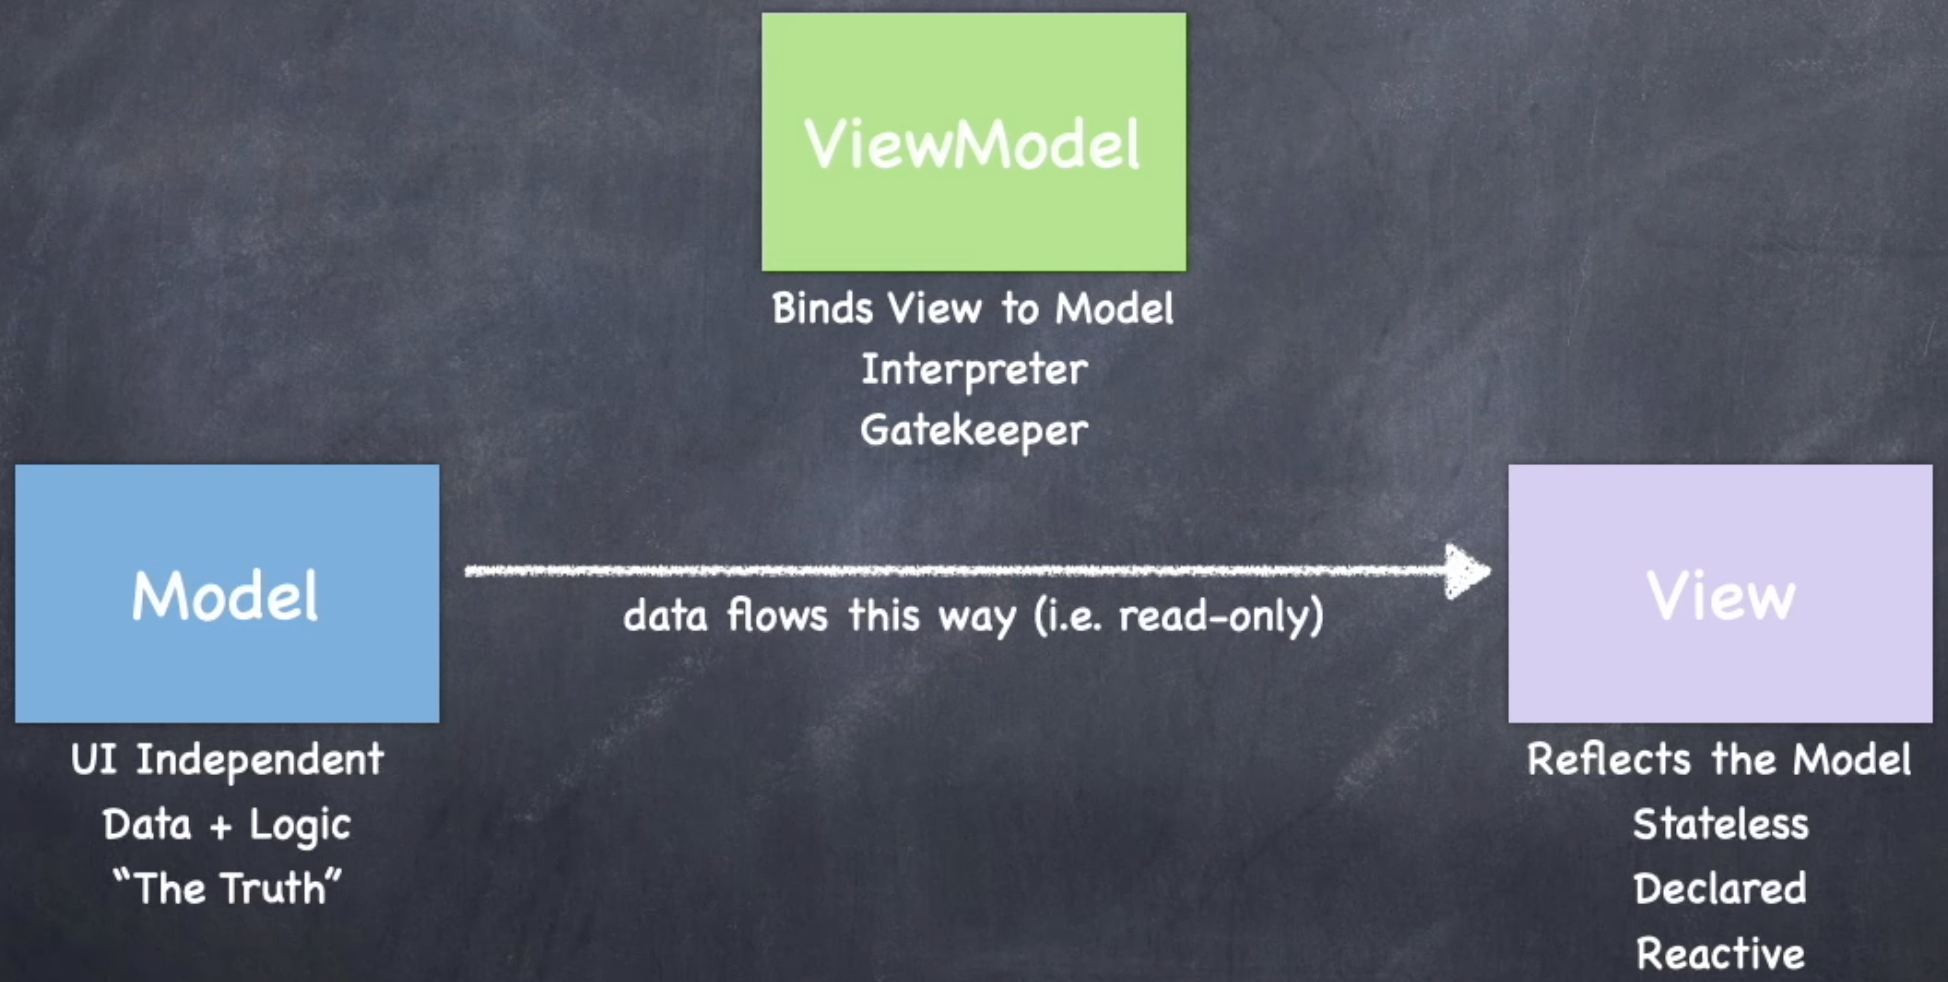 ViewModel
Binds View to Model
Interpreter
Gatekeeper
Model
UI Independent
Data + Logic
“The Truth”
data flows this way (i.e. read-only)
View
Reflects the Model
Stateless
Declared
Reactive